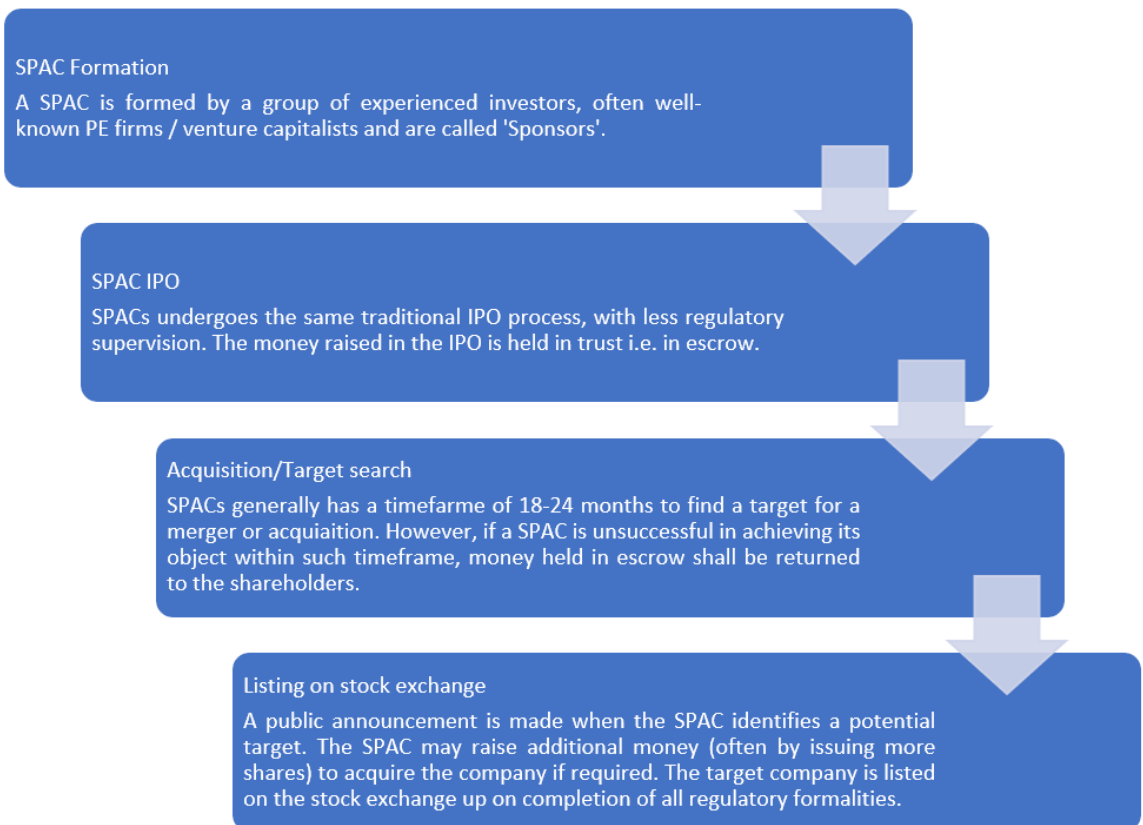 SPAC Formation
A SPAC is formed by a group of experienced investors, often well-
known PE firms / venture capitalists and are called 'Sponsors'.
SPAC IPO
SPACs undergoes the same traditional IPO process, with less regulatory
supervision. The money raised in the IPO is held in trust i.e. in escrow.
Acquisition/Target search
SPACs generally has a timefarme of 18-24 months to find a target for a
merger or acquiaition. However, if a SPAC is unsuccessful in achieving its
object within such timeframe, money held in escrow shall be returned
to the shareholders.
Listing on stock exchange
A public announcement is made when the SPAC identifies a potential
target. The SPAC may raise additional money (often by issuing more
shares) to acquire the company if required. The target company is listed
on the stock exchange up on completion of all regulatory formalities.